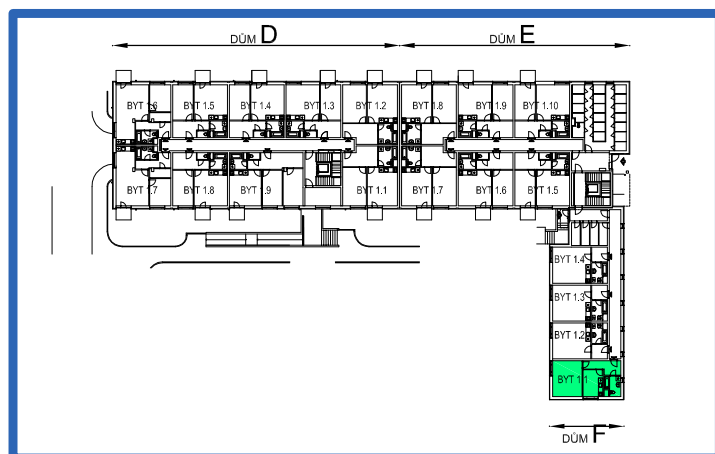 DŮM D DŮM E
BYT 1.6 BYT 1.5 BYT 1.4 BYT 1.3 BYT 1.2 BYT 1.8 BYT 1.9 BYT 1.10
BYT 1.7 BYT 1.8 BYT 1.9 BYT 1.1 BYT 1.7 BYT 1.6 BYT 1.5
BYT 1.4
BYT 1.3
BYT 1.2
BYT 1.1
DŮM F